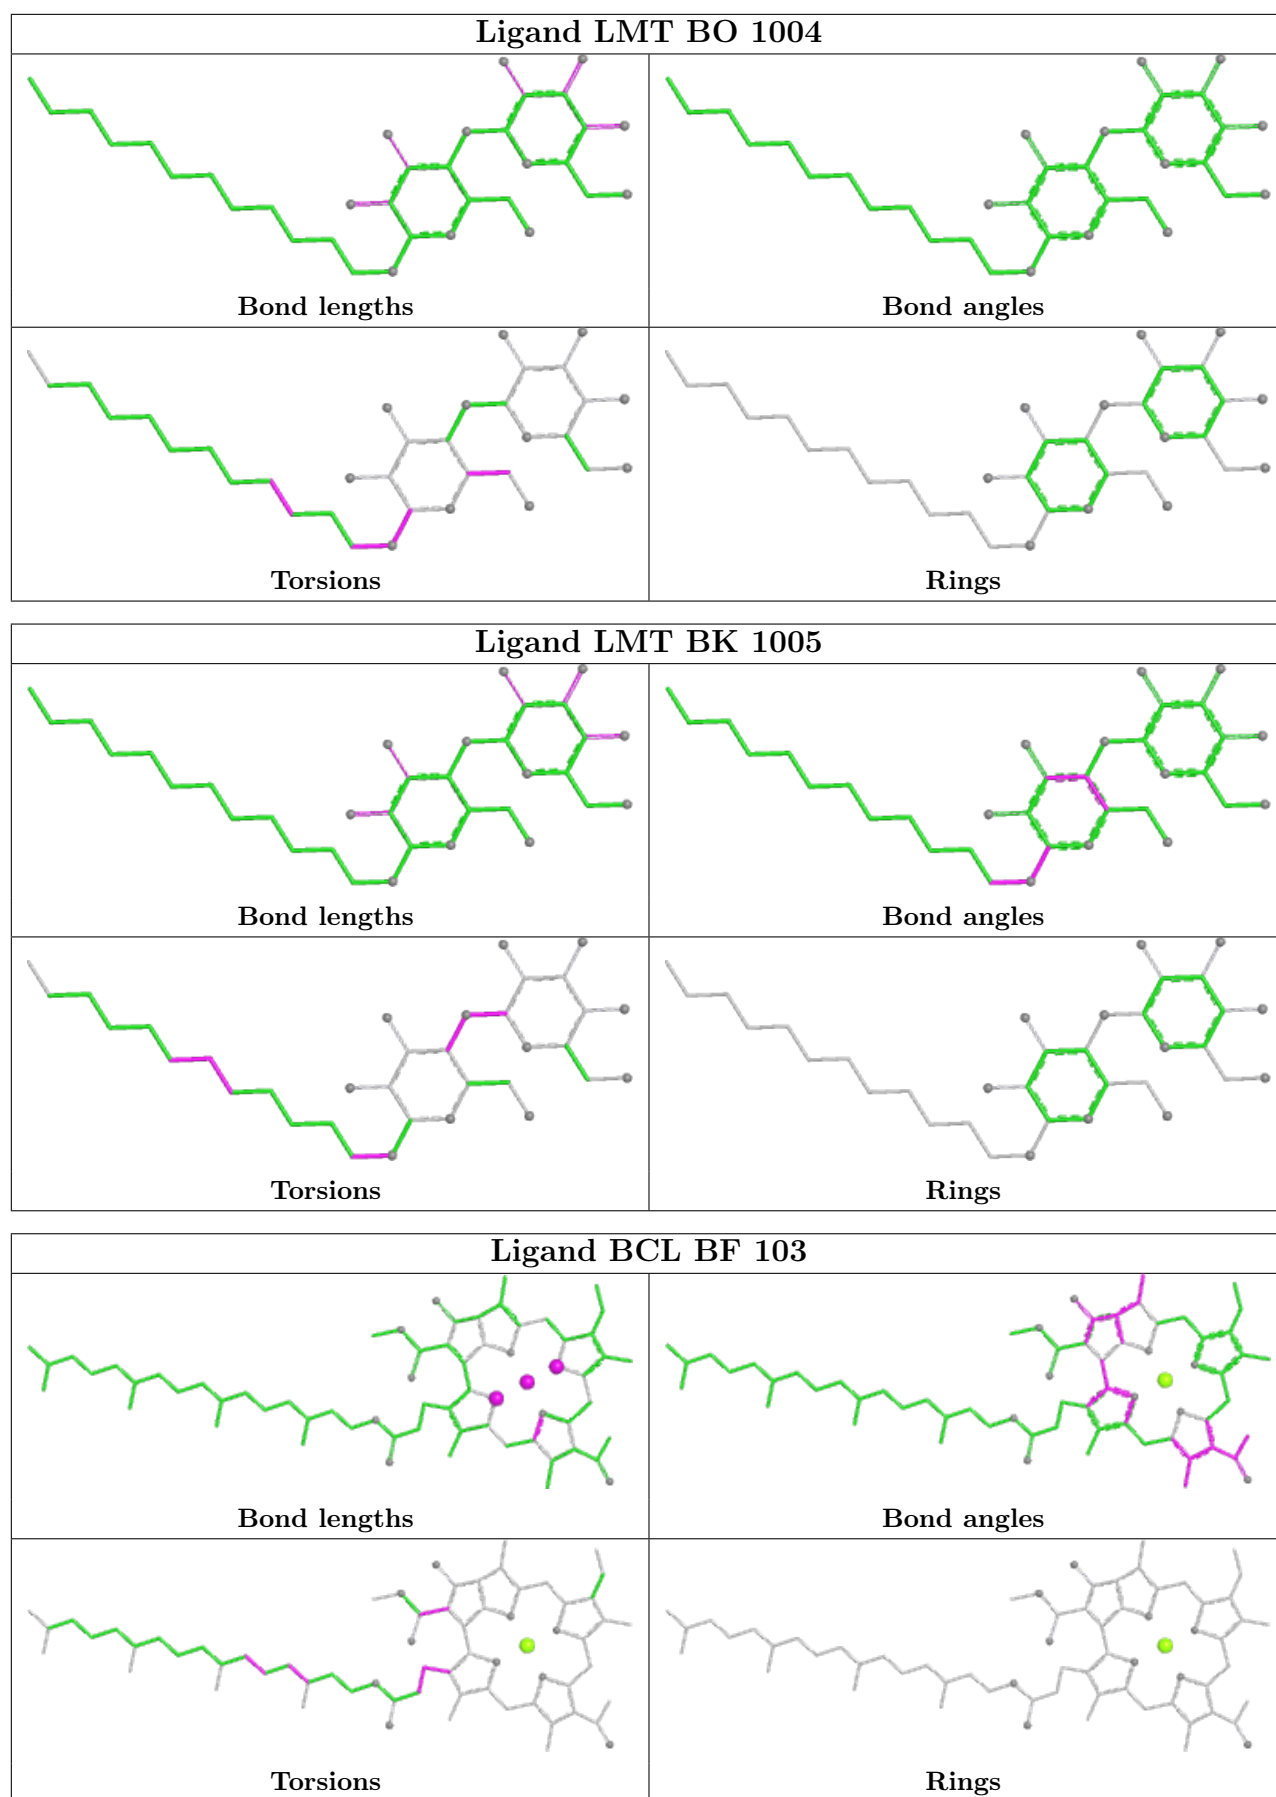 Ligand LMT BO 1004
Bond lengths
Bond angles
Torsions
Rings
Ligand LMT BK 1005
Bond lengths
Bond angles
Torsions
Rings
Ligand BCL BF 103
Bond lengths
Bond angles
Torsions
Rings